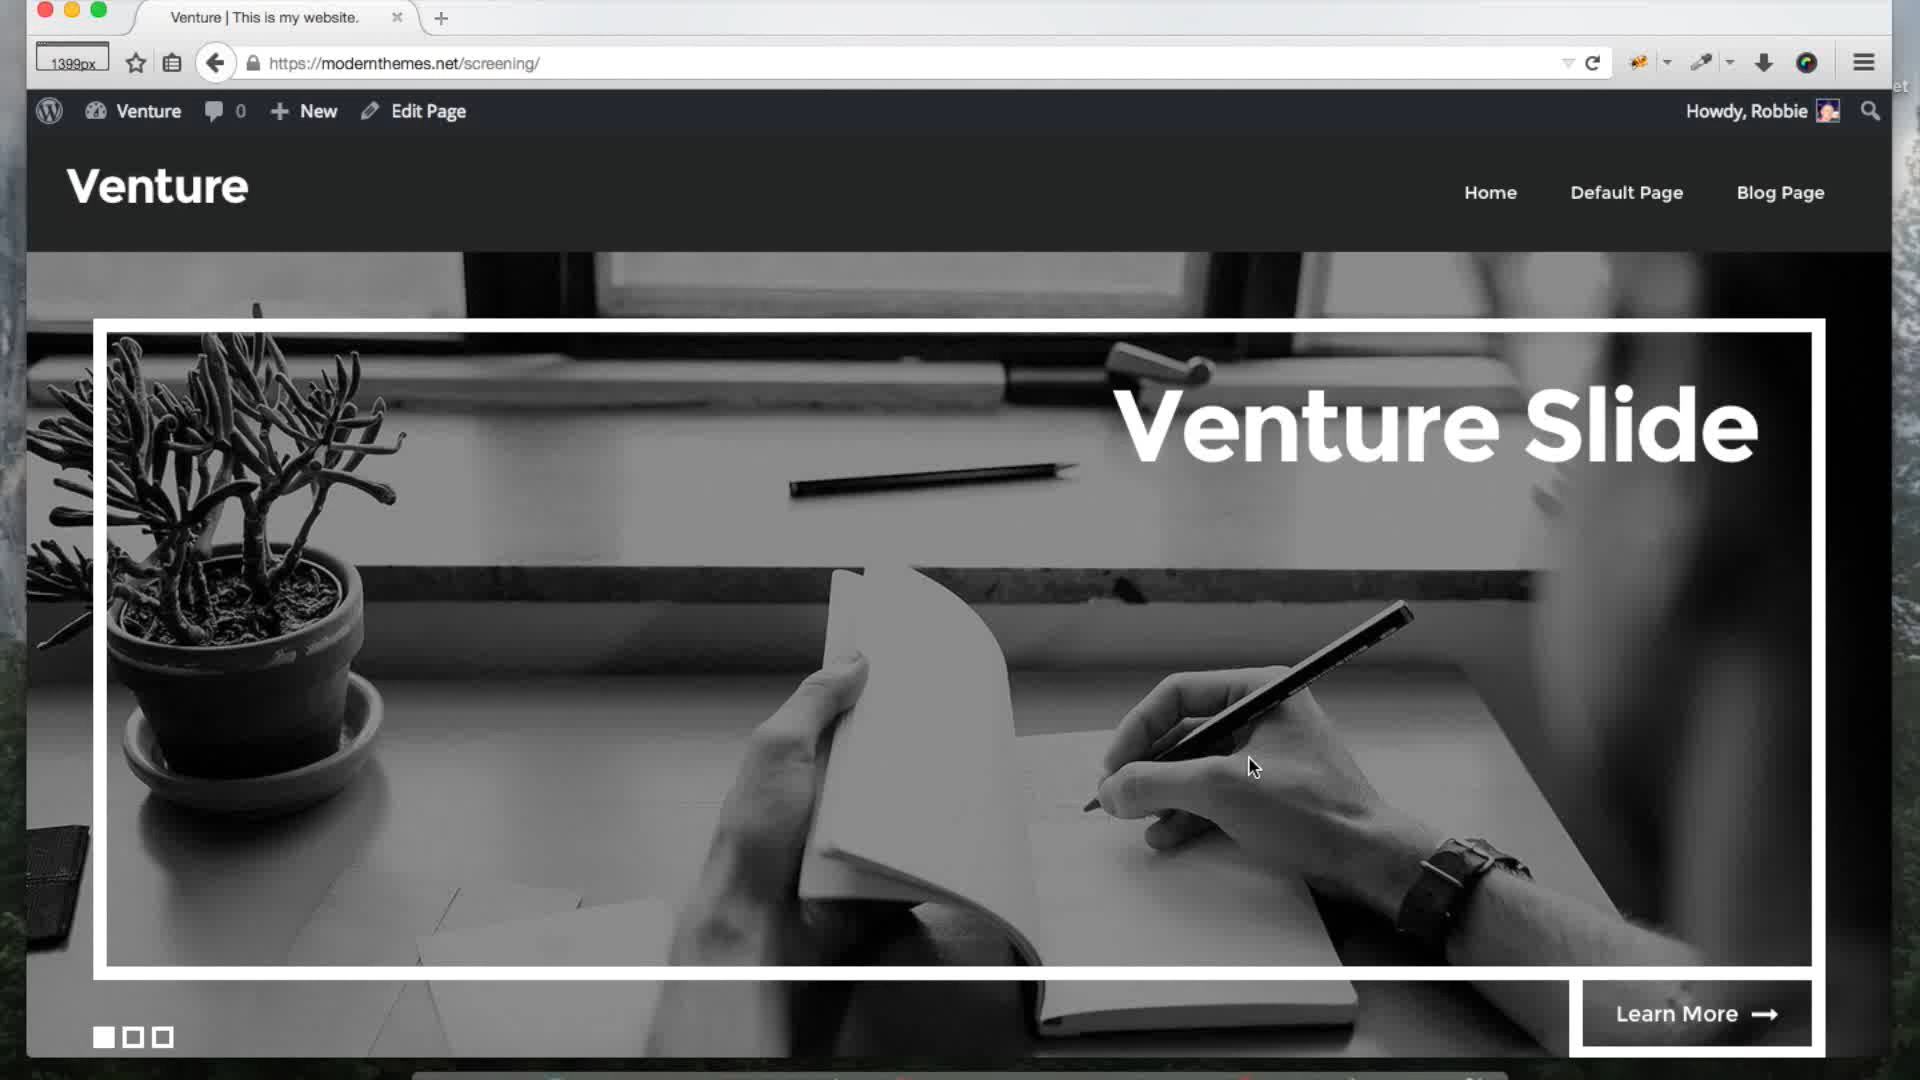 Venture | This is my website.
1399px
https://modernthemes.net/screening/
et
Venture 0 New Edit Page
Howdy, Robbie
Venture
Home Default Page Blog Page
Venture Slide
Learn More